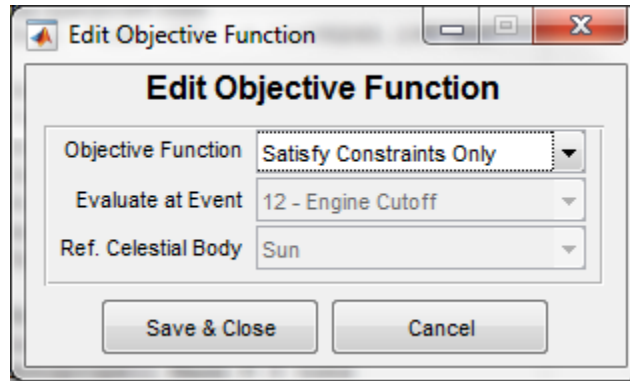 Edit Objective Function
Edit Objective Function
Objective Function Satisfy Constraints Only
Evaluate at Event 12 - Engine Cutoff
Ref. Celestial Body Sun
Save & Close Cancel